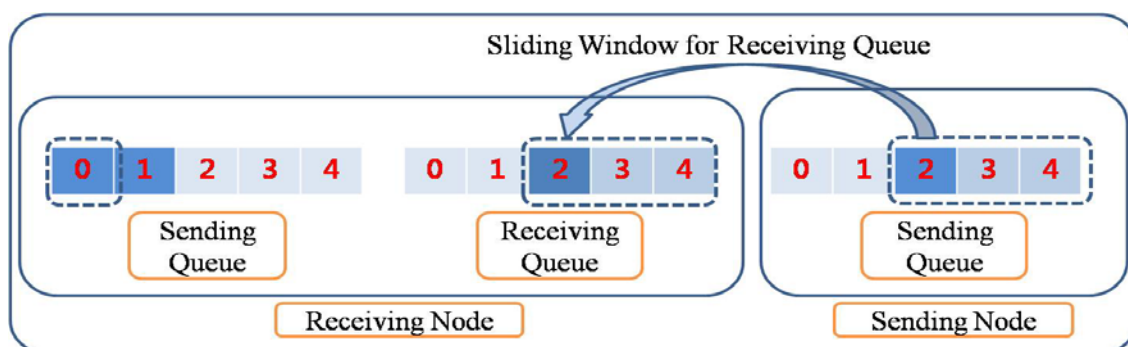 Sliding Window for Receiving Queue
0 1 2 3 4
0 1 2 3 4
0 1 2 3 4
Sending
Queue
Receiving
Queue
Sending
Queue
Receiving Node
Sending Node